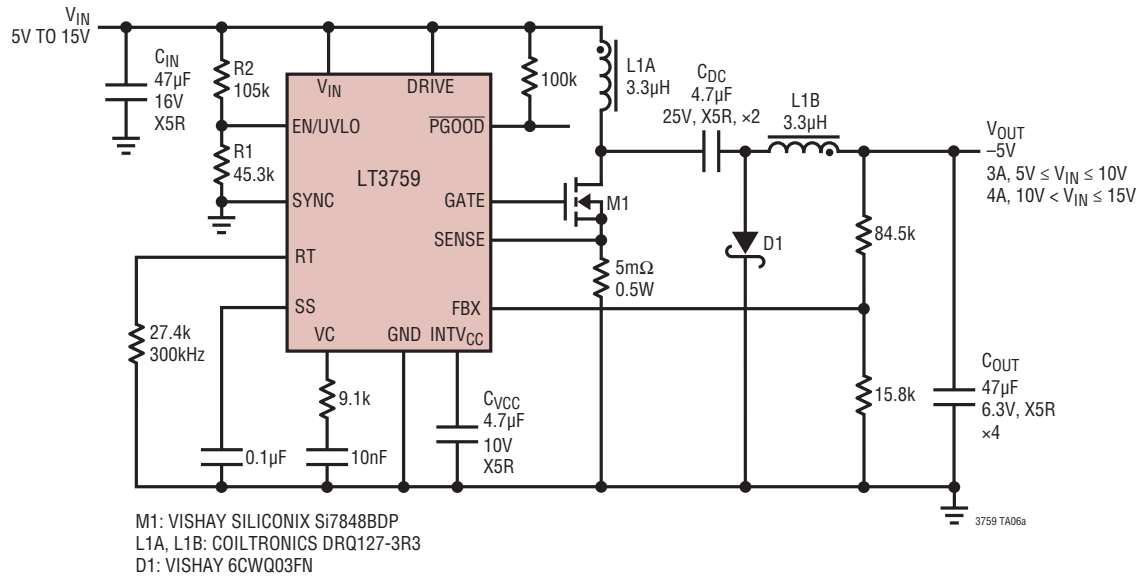 VIN
5V TO 15V
CIN
47µF
16V
X5R
R2
105k
R1
45.3k
VIN
DRIVE
EN/UVLO
PGOOD
LT3759
SYNC
GATE
SENSE
RT
SS
FBX
VC
GND
INTVCC
100k
L1A
3.3µH
CDC
4.7µF
25V, X5R, ×2
L1B
3.3µH
VOUT
–5V
3A, 5V ≤ VIN ≤ 10V
4A, 10V < VIN ≤ 15V
M1
D1
84.5k
5mΩ
0.5W
27.4k
300kHz
9.1k
CVCC
4.7µF
10V
X5R
15.8k
COUT
47µF
6.3V, X5R
×4
0.1µF
10nF
3759 TA06a
M1: VISHAY SILICONIX Si7848BDP
L1A, L1B: COILTRONICS DRQ127-3R3
D1: VISHAY 6CWQ03FN